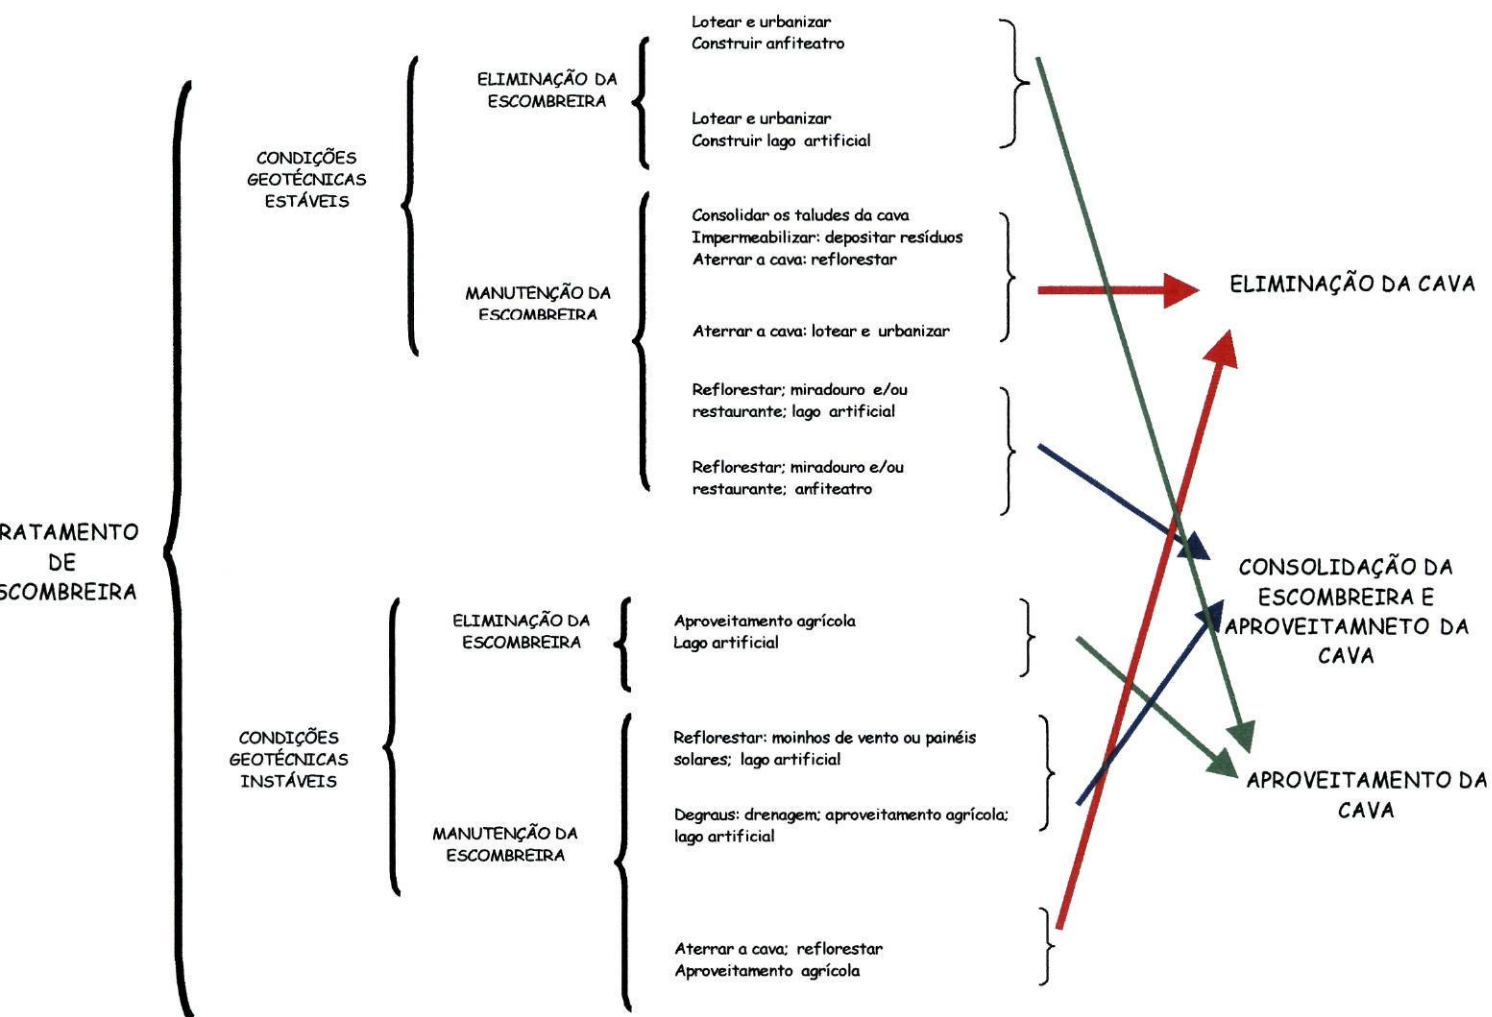 Lotear e urbanizar
Construir anfiteatro
ELIMINAÇÃO DA
ESCOMBREIRA
Lotear e urbanizar
Construir lago artificial
CONDIÇÕES
GEOTÉCNICAS
ESTÁVEIS
Consolidar os taludes da cava
Impermeabilizar: depositar resíduos
Aterrar a cava: reflorestar
MANUTENÇÃO DA
ESCOMBREIRA
Aterrar a cava: lotear e urbanizar
Reflorestar; miradouro e/ou
restaurante; lago artificial
Reflorestar; miradouro e/ou
restaurante; anfiteatro
ELIMINAÇÃO DA CAVA
RATAMENTO
DE
SCOMBREIRA
CONSOLIDAÇÃO DA
ESCOMBREIRA E
APROVEITAMNETO DA
CAVA
ELIMINAÇÃO DA
ESCOMBREIRA
Aproveitamento agrícola
Lago artificial
CONDIÇÕES
GEOTÉCNICAS
INSTÁVEIS
Reflorestar: moinhos de vento ou painéis
solares; lago artificial
Degraus: drenagem; aproveitamento agrícola;
lago artificial
MANUTENÇÃO DA
ESCOMBREIRA
Aterrar a cava; reflorestar
Aproveitamento agrícola
APROVEITAMENTO DA
CAVA